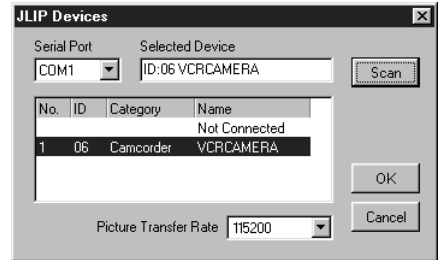 JLIP Devices
Serial Port Selected Device
COM1 ID:06 VCRCAMERA Scan
No. ID Category Name
Not Connected
1 06 Camcorder VCRCAMERA
OK
Picture Transfer Rate 115200 Cancel